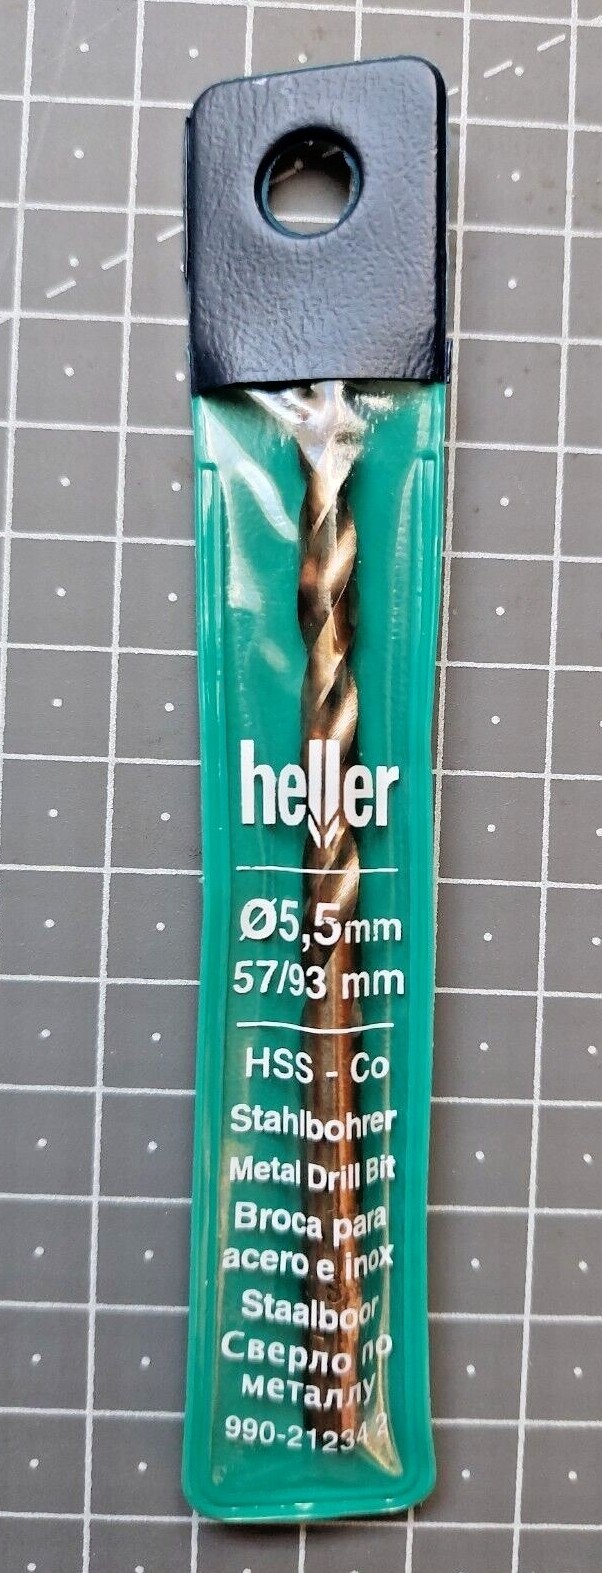 heller
Ø5,5mm
57/93 mm
HSS - Co
Stahlbohrer
Metal Drill Bit
Broca para
acero e inox
Staalboor
Сверло по
металлу
990-21234 2